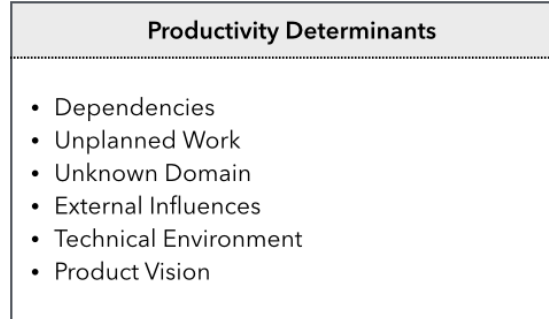 Productivity Determinants
• Dependencies
• Unplanned Work
• Unknown Domain
• External Influences
• Technical Environment
• Product Vision